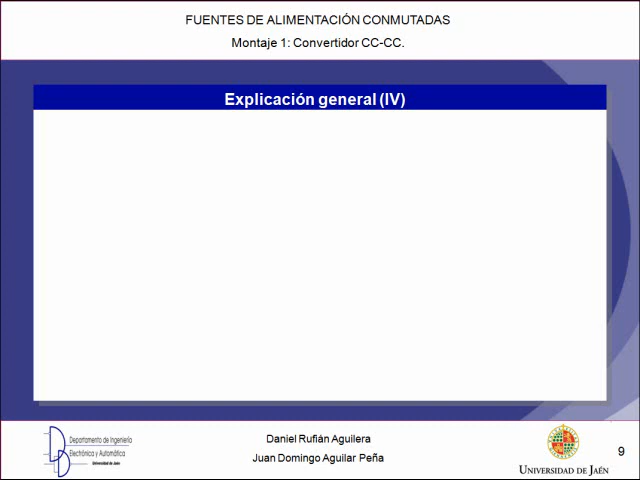 FUENTES DE ALIMENTACIÓN CONMUTADAS
Montaje 1: Convertidor CC-CC.
Explicación general (IV)
Departamento de Ingeniería
Electrónica y Automática
Universidad de Jaén
Daniel Rufián Aguilera
Juan Domingo Aguilar Peña
UNIVERSIDAD DE JAÉN
9